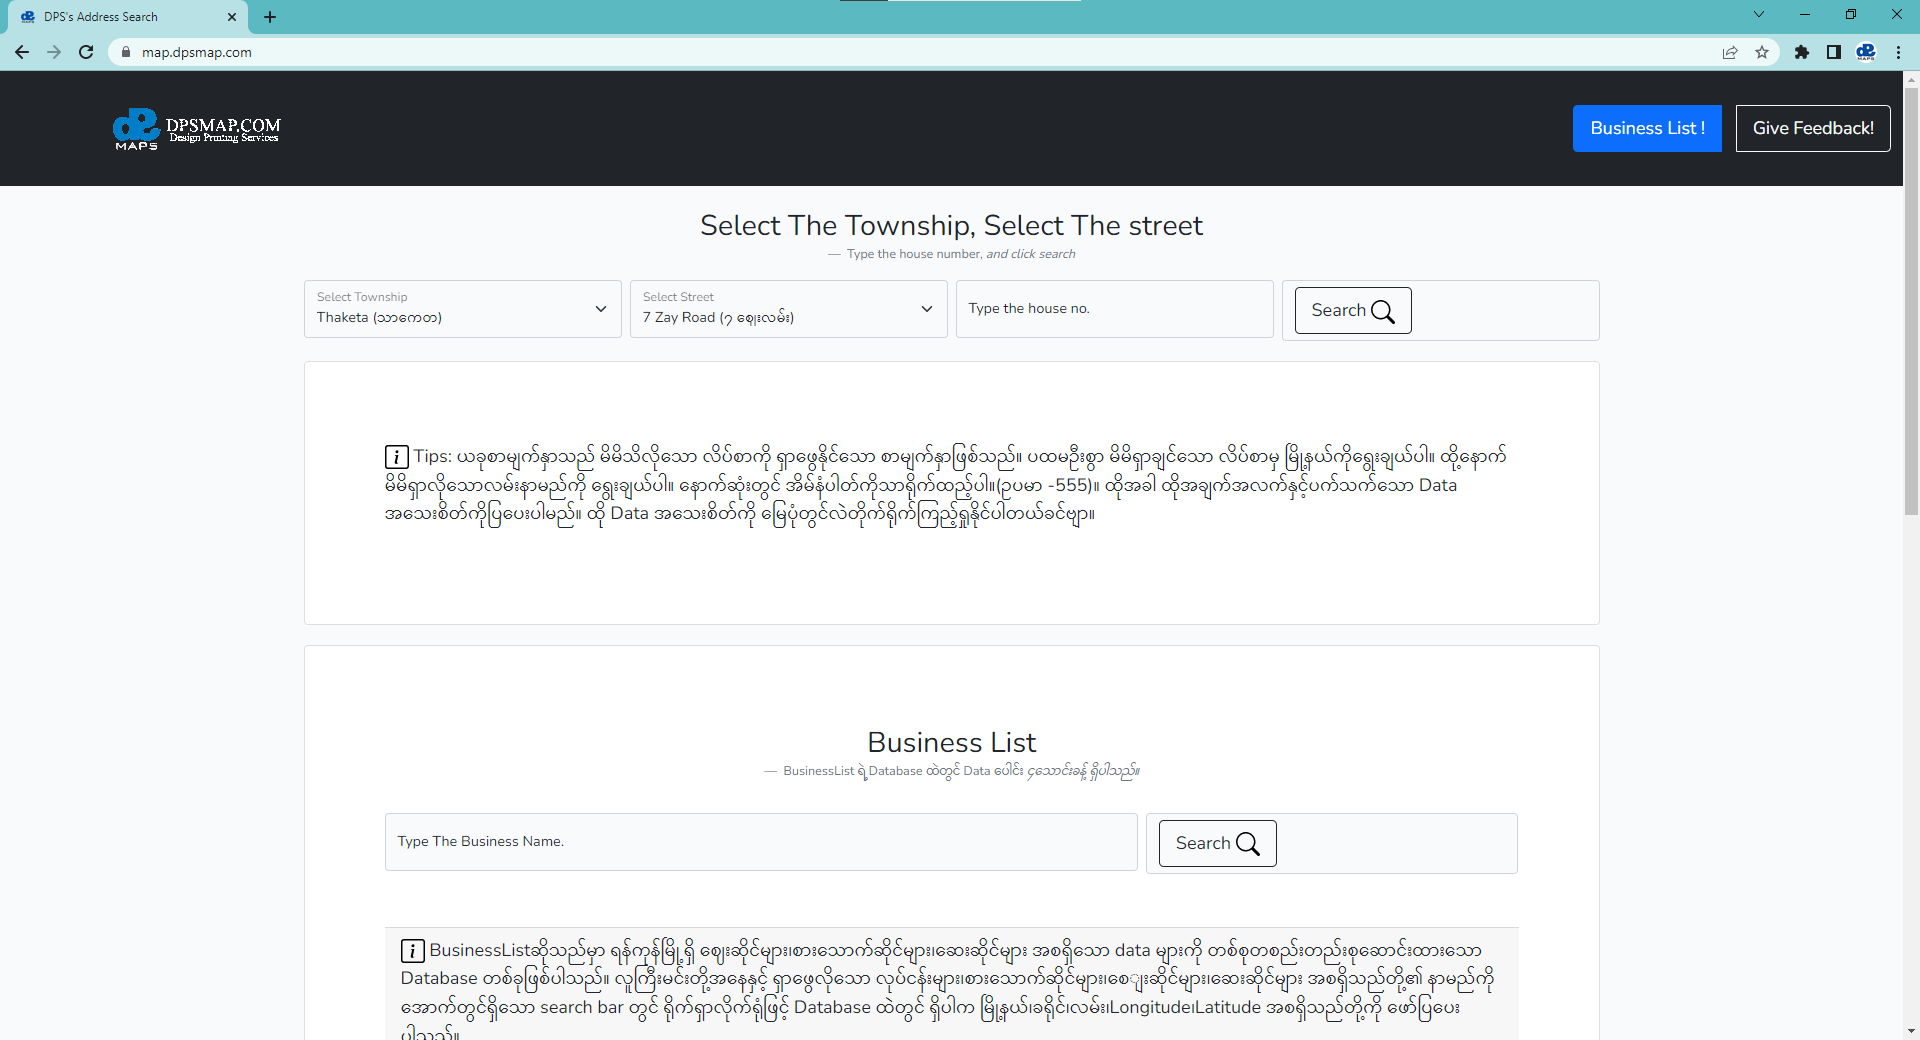 DPS's Address Search
map.dpsmap.com
DPSMAP.COM
Design Printing Services
MAPS
Business List !
Give Feedback!
Select The Township, Select The street
— Type the house number, and click search
Select Township
Thaketa (သာကေတ)
Select Street
7 Zay Road (၇ ဈေးလမ်း)
Type the house no.
Search
Tips: ယခုစာမျက်နှာသည် မိမိသိလိုသော လိပ်စာကို ရှာဖွေနိုင်သော စာမျက်နှာဖြစ်သည်။ ပထမဦးစွာ မိမိရှာချင်သော လိပ်စာမှ မြို့နယ်ကိုရွေးချယ်ပါ။ ထို့နောက်
မိမိရှာလိုသောလမ်းနာမည်ကို ရွေးချယ်ပါ။ နောက်ဆုံးတွင် အိမ်နံပါတ်ကိုသာရိုက်ထည့်ပါ။(ဥပမာ -555)။ ထိုအခါ ထိုအချက်အလက်နှင့်ပက်သက်သော Data
အသေးစိတ်ကိုပြပေးပါမည်။ ထို Data အသေးစိတ်ကို မြေပုံတွင်လဲတိုက်ရိုက်ကြည့်ရှုနိုင်ပါတယ်ခင်ဗျာ။
Business List
— BusinessList ရဲ့ Database ထဲတွင် Data ပေါင်း ၄သောင်းခန့် ရှိပါသည်။
Type The Business Name.
Search
BusinessListဆိုသည်မှာ ရန်ကုန်မြို့ရှိ ဈေးဆိုင်များ၊စားသောက်ဆိုင်များ၊ဆေးဆိုင်များ အစရှိသော data များကို တစ်စုတစည်းတည်းစုဆောင်းထားသော
Database တစ်ခုဖြစ်ပါသည်။ လူကြီးမင်းတို့အနေနှင့် ရှာဖွေလိုသော လုပ်ငန်းများ၊စားသောက်ဆိုင်များ၊စေျးဆိုင်များ၊ဆေးဆိုင်များ အစရှိသည်တို့၏ နာမည်ကို
အောက်တွင်ရှိသော search bar တွင် ရိုက်ရှာလိုက်ရုံဖြင့် Database ထဲတွင် ရှိပါက မြို့နယ်၊ခရိုင်၊လမ်း၊Longitude၊Latitude အစရှိသည်တို့ကို ဖော်ပြပေး
ပါသည်။